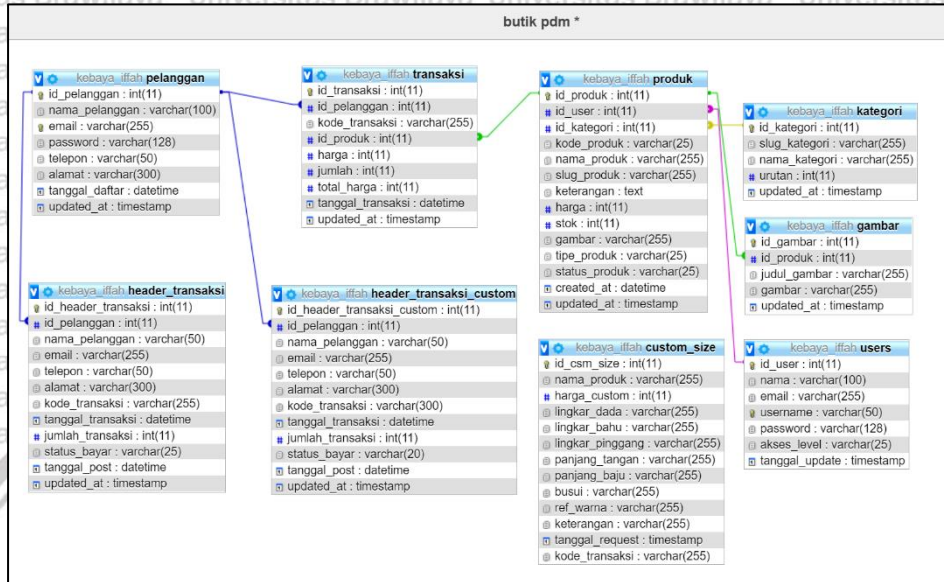 butik pdm *
kebaya_iffah pelanggan
id_pelanggan : int(11)
nama_pelanggan : varchar(100)
email : varchar(255)
password : varchar(128)
telepon : varchar(50)
alamat : varchar(300)
tanggal_daftar : datetime
updated_at : timestamp
kebaya_iffah transaksi
id_transaksi : int(11)
id_pelanggan : int(11)
kode_transaksi : varchar(255)
id_produk : int(11)
harga : int(11)
jumlah : int(11)
total_harga : int(11)
tanggal_transaksi : datetime
updated_at : timestamp
kebaya_iffah produk
id_produk : int(11)
id_user : int(11)
id_kategori : int(11)
kode_produk : varchar(25)
nama_produk : varchar(255)
slug_produk : varchar(255)
keterangan : text
harga : int(11)
stok : int(11)
gambar : varchar(255)
tipe_produk : varchar(25)
status_produk : varchar(25)
created_at : datetime
updated_at : timestamp
kebaya_iffah kategori
id_kategori : int(11)
slug_kategori : varchar(255)
nama_kategori : varchar(255)
urutan : int(11)
updated_at : timestamp
kebaya_iffah gambar
id_gambar : int(11)
id_produk : int(11)
judul_gambar : varchar(255)
gambar : varchar(255)
updated_at : timestamp
kebaya_iffah header_transaksi
id_header_transaksi : int(11)
id_pelanggan : int(11)
nama_pelanggan : varchar(50)
email : varchar(255)
telepon : varchar(50)
alamat : varchar(300)
kode_transaksi : varchar(255)
tanggal_transaksi : datetime
jumlah_transaksi : int(11)
status_bayar : varchar(25)
tanggal_post : datetime
updated_at : timestamp
kebaya_iffah header_transaksi_custom
id_header_transaksi_custom : int(11)
id_pelanggan : int(11)
nama_pelanggan : varchar(50)
email : varchar(255)
telepon : varchar(50)
alamat : varchar(300)
kode_transaksi : varchar(300)
tanggal_transaksi : datetime
jumlah_transaksi : int(11)
status_bayar : varchar(20)
tanggal_post : datetime
updated_at : timestamp
kebaya_iffah custom_size
id_csm_size : int(11)
nama_produk : varchar(255)
harga_custom : int(11)
lingkar_dada : varchar(255)
lingkar_bahu : varchar(255)
lingkar_pinggang : varchar(255)
panjang_tangan : varchar(255)
panjang_baju : varchar(255)
busui : varchar(255)
ref_warna : varchar(255)
keterangan : varchar(255)
tanggal_request : timestamp
kode_transaksi : varchar(255)
kebaya_iffah users
id_user : int(11)
nama : varchar(100)
email : varchar(255)
username : varchar(50)
password : varchar(128)
akses_level : varchar(25)
tanggal_update : timestamp